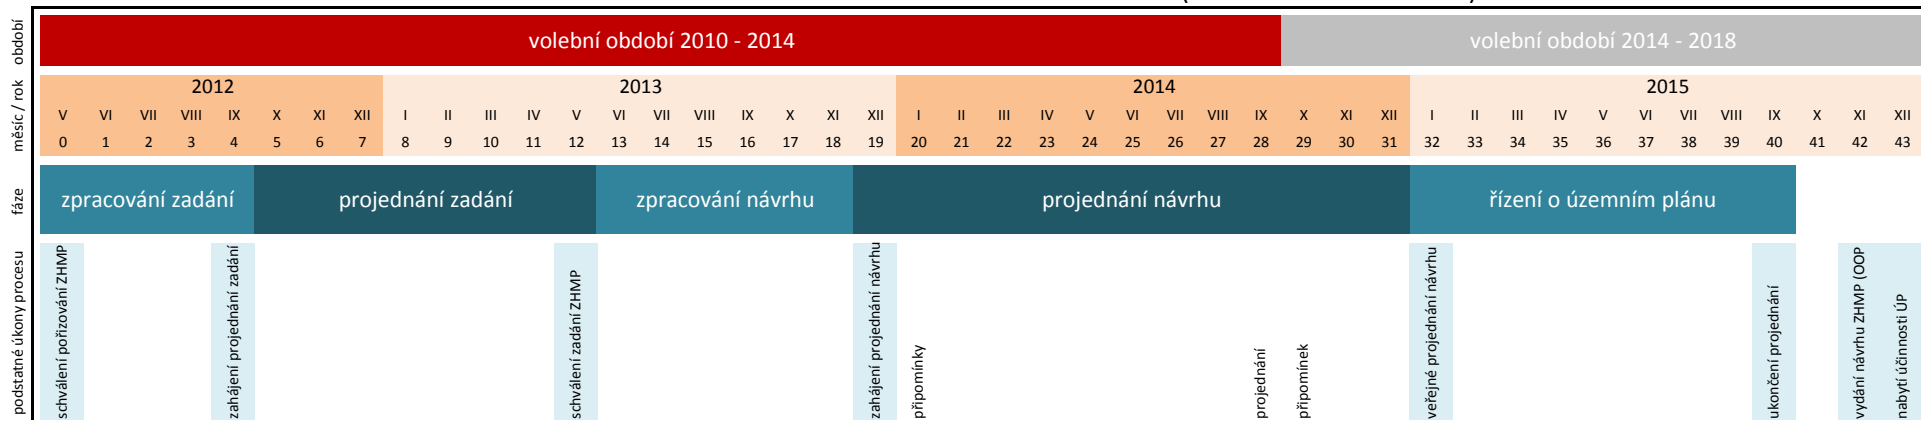 období
volební období 2010 - 2014
volební období 2014 - 2018
měsíc / rok
2012 2013 2014 2015
V VI VII VIII IX X XI XII I II III IV V VI VII VIII IX X XI XII I II III IV V VI VII VIII IX X XI XII I II III IV V VI VII VIII IX X XI XII
0 1 2 3 4 5 6 7 8 9 10 11 12 13 14 15 16 17 18 19 20 21 22 23 24 25 26 27 28 29 30 31 32 33 34 35 36 37 38 39 40 41 42 43
fáze
zpracování zadání
projednání zadání
zpracování návrhu
projednání návrhu
řízení o územním plánu
podstatné úkony procesu
schválení pořizování ZHMP
zahájení projednání zadání
schválení zadání ZHMP
zahájení projednání návrhu
připomínky
projednání
připomínek
veřejné projednání návrhu
ukončení projednání
vydání návrhu ZHMP (OOP
nabytí účinnosti ÚP